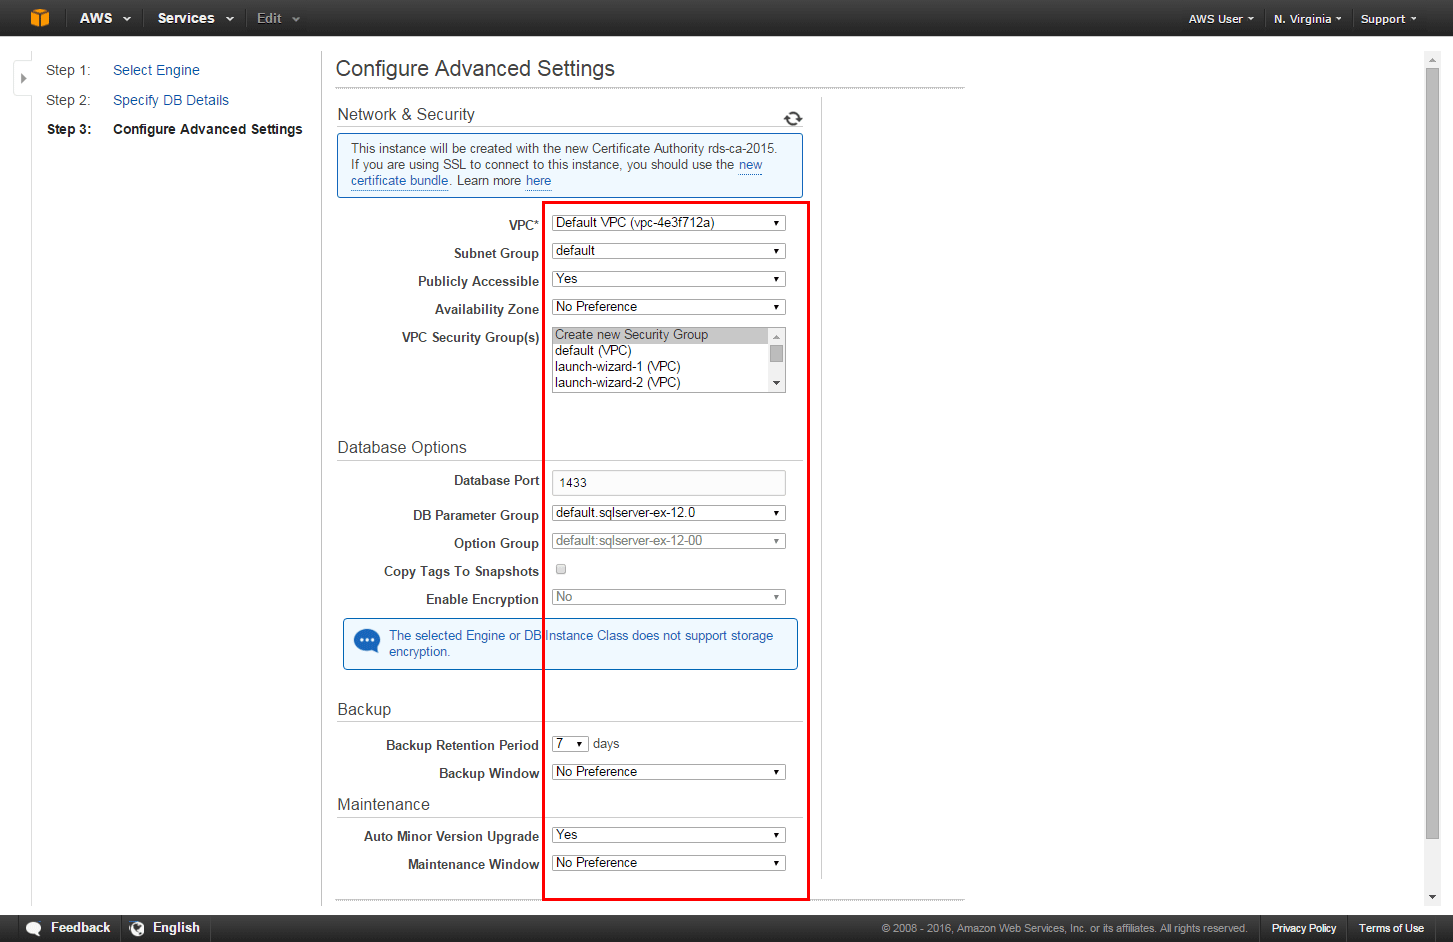 AWS Services Edit AWS User N. Virginia Support
Step 1: Select Engine
Step 2: Specify DB Details
Step 3: Configure Advanced Settings
Configure Advanced Settings
Network & Security
This instance will be created with the new Certificate Authority rds-ca-2015.
If you are using SSL to connect to this instance, you should use the new
certificate bundle. Learn more here
VPC* Default VPC (vpc-4e3f712a)
Subnet Group default
Publicly Accessible Yes
Availability Zone No Preference
VPC Security Group(s) Create new Security Group
default (VPC)
launch-wizard-1 (VPC)
launch-wizard-2 (VPC)
Database Options
Database Port 1433
DB Parameter Group default.sqlserver-ex-12.0
Option Group default:sqlserver-ex-12-00
Copy Tags To Snapshots
Enable Encryption No
The selected Engine or DB Instance Class does not support storage
encryption.
Backup
Backup Retention Period 7 days
Backup Window No Preference
Maintenance
Auto Minor Version Upgrade Yes
Maintenance Window No Preference
Feedback English © 2008 - 2016, Amazon Web Services, Inc. or its affiliates. All rights reserved. Privacy Policy Terms of Use